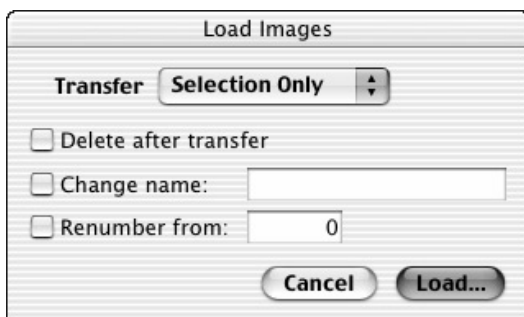 Load Images
Transfer Selection Only
Delete after transfer
Change name:
Renumber from: 0
Cancel Load...